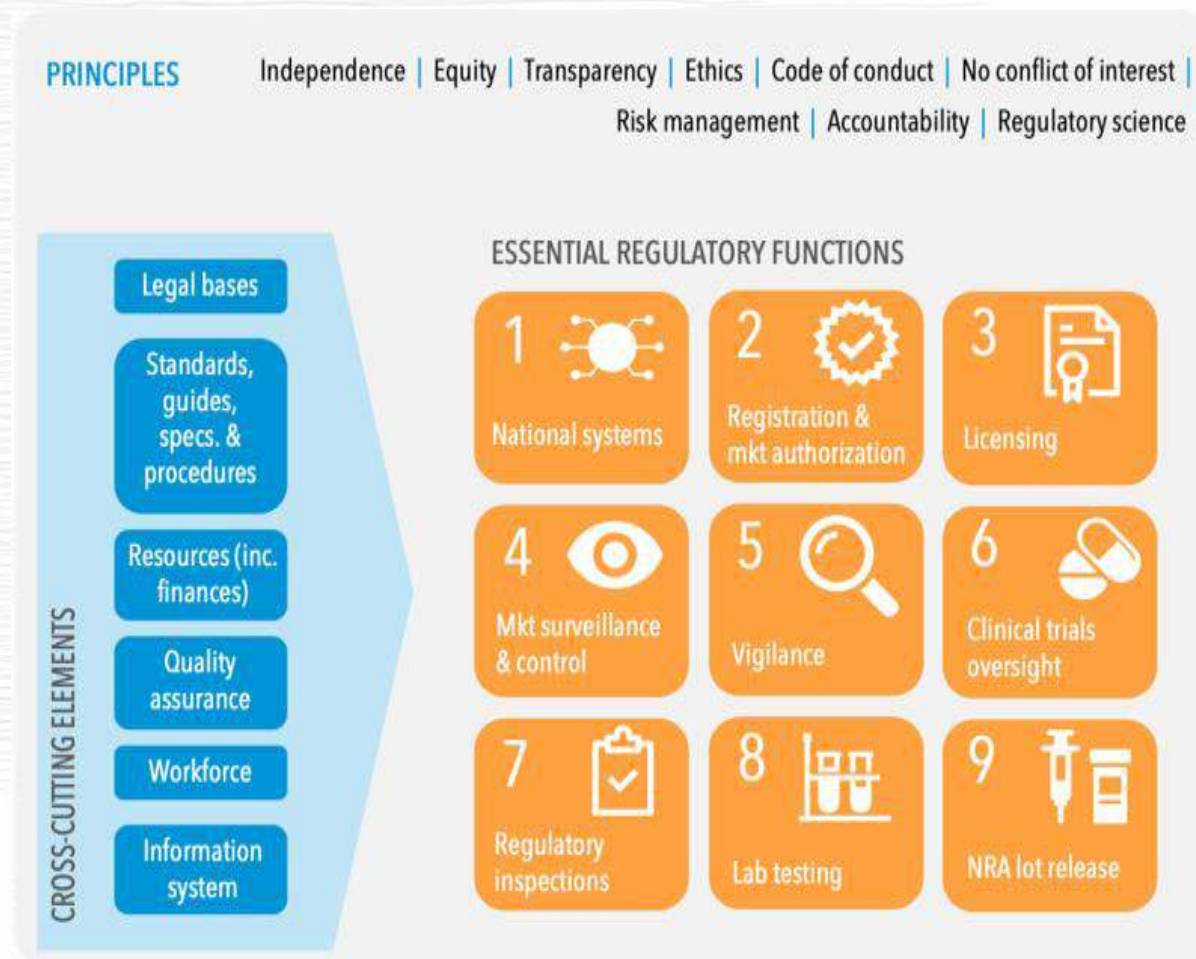 PRINCIPLES
Independence | Equity | Transparency | Ethics | Code of conduct | No conflict of interest |
Risk management | Accountability | Regulatory science
CROSS-CUTTING ELEMENTS
Legal bases
Standards,
guides,
specs. &
procedures
Resources (inc.
finances)
Quality
assurance
Workforce
Information
system
ESSENTIAL REGULATORY FUNCTIONS
1
National systems
2
Registration &
mkt authorization
3
Licensing
4
Mkt surveillance
& control
5
Vigilance
6
Clinical trials
oversight
7
Regulatory
inspections
8
Lab testing
9
NRA lot release